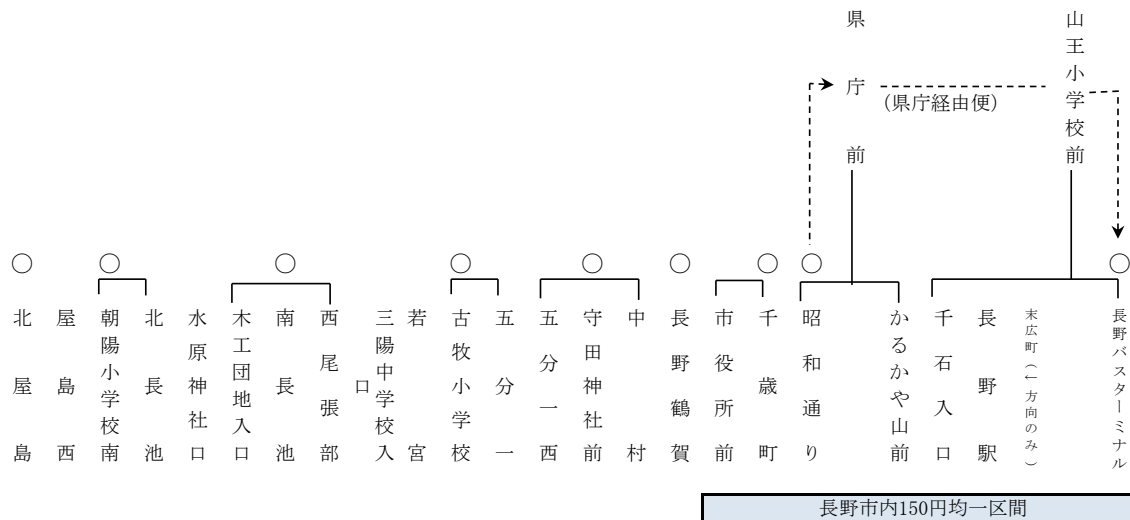 県庁前
(県庁経由便)
山王小学校前
北屋島
屋島西
朝陽小学校南
北長池
水原神社口
木工団地入口
南長池
西尾張部
三陽中学校入
口
若宮
古牧小学校
五分一
五分一西
守田神社前
中村
長野鶴賀
市役所前
千歳町
昭和通り
かるかや山前
千石入口
長野駅
末広町(←方向のみ)
長野バスターミナル
長野市内150円均一区間